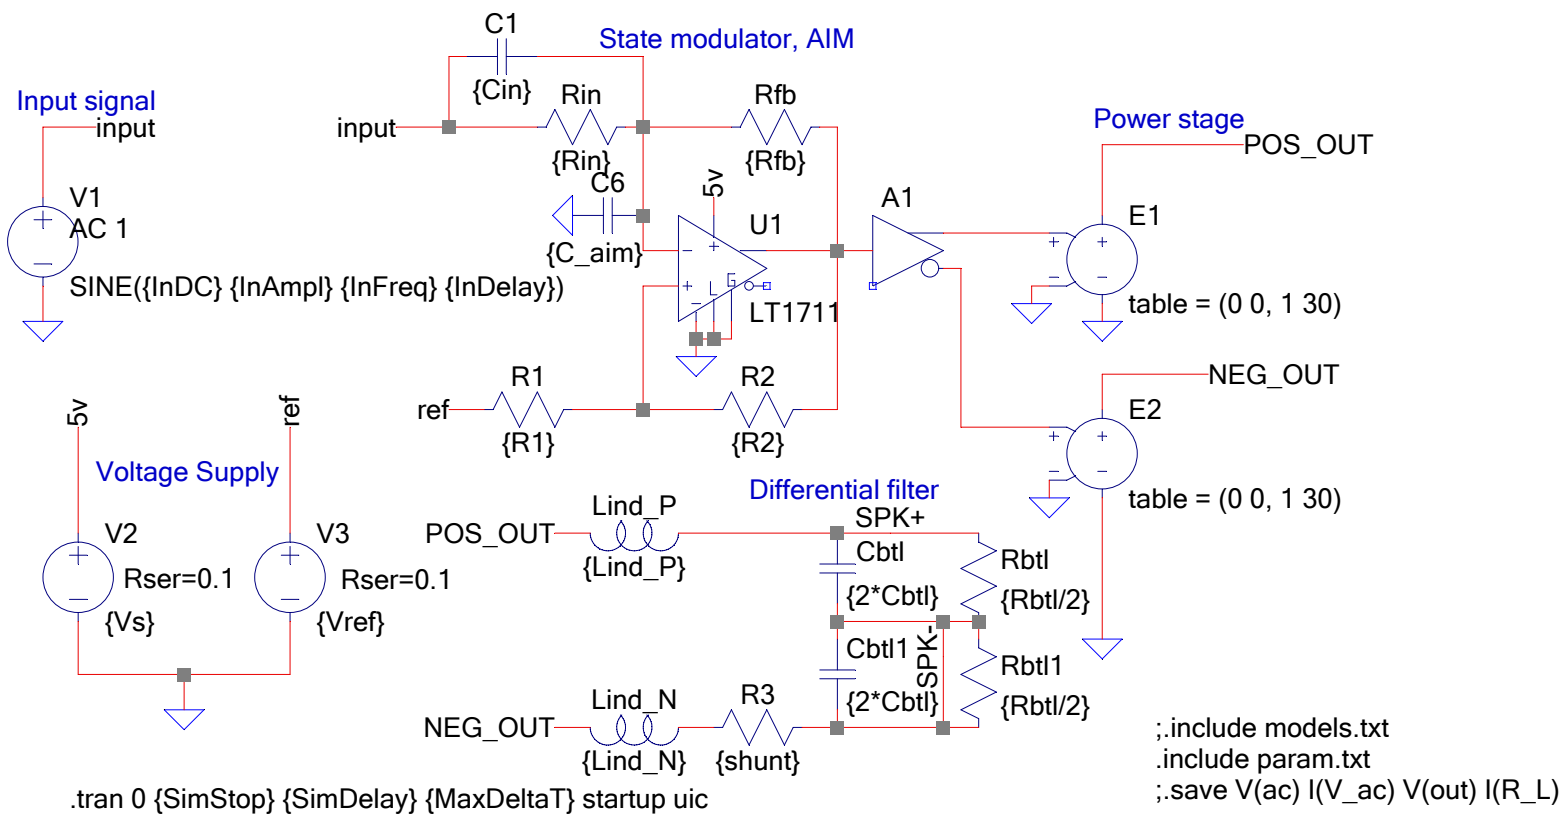 C1
State modulator, AIM
{Cin}
Input signal
input
input
Rin
{Rin}
Rfb
{Rfb}
Power stage
POS_OUT
V1
AC 1
SINE({InDC} {InAmpl} {InFreq} {InDelay})
C6
{C_aim}
5v
U1
LT1711
L
G
A1
E1
table = (0 0, 1 30)
ref
R1
{R1}
R2
{R2}
NEG_OUT
E2
table = (0 0, 1 30)
5v
ref
Voltage Supply
V2
Rser=0.1
{Vs}
V3
Rser=0.1
{Vref}
Differential filter
POS_OUT
Lind_P
{Lind_P}
SPK+
Cbtl
{2*Cbtl}
Rbtl
{Rbtl/2}
SPK-
Cbtl1
{2*Cbtl}
Rbtl1
{Rbtl/2}
NEG_OUT
Lind_N
{Lind_N}
R3
{shunt}
.tran 0 {SimStop} {SimDelay} {MaxDeltaT} startup uic
;.include models.txt
.include param.txt
;.save V(ac) I(V_ac) V(out) I(R_L)